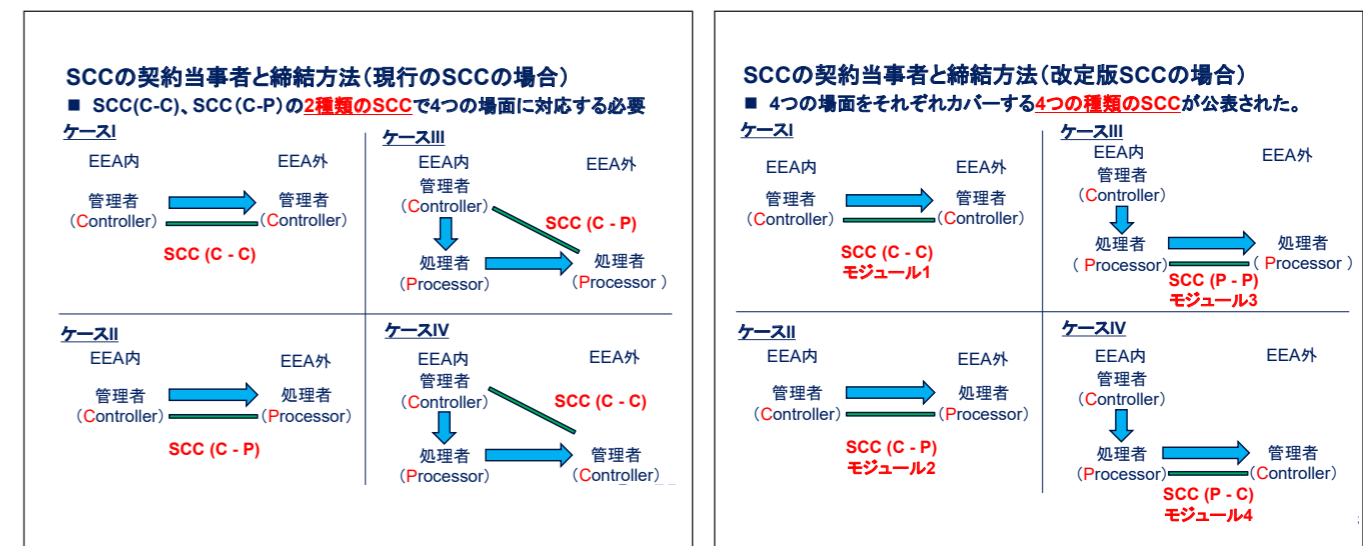 SCCの契約当事者と締結方法(現行のSCCの場合)
■ SCC(C-C)、SCC(C-P)の2種類のSCCで4つの場面に対応する必要
ケースI
EEA内 EEA外
管理者 管理者
(Controller) (Controller)
SCC (C - C)
ケースIII
EEA内 EEA外
管理者
(Controller)
SCC (C - P)
処理者 処理者
(Processor) (Processor )
ケースII
EEA内 EEA外
管理者 処理者
(Controller) (Processor)
SCC (C - P)
ケースIV
EEA内 EEA外
管理者
(Controller)
SCC (C - C)
処理者 管理者
(Processor) (Controller)
SCCの契約当事者と締結方法(改定版SCCの場合)
■ 4つの場面をそれぞれカバーする4つの種類のSCCが公表された。
ケースI
EEA内 EEA外
管理者 管理者
(Controller) (Controller)
SCC (C - C)
モジュール1
ケースIII
EEA内 EEA外
管理者
(Controller)
処理者 処理者
( Processor) ( Processor )
SCC (P - P)
モジュール3
ケースII
EEA内 EEA外
管理者 処理者
(Controller) (Processor)
SCC (C - P)
モジュール2
ケースIV
EEA内 EEA外
管理者
(Controller)
処理者 管理者
(Processor) (Controller)
SCC (P - C)
モジュール4